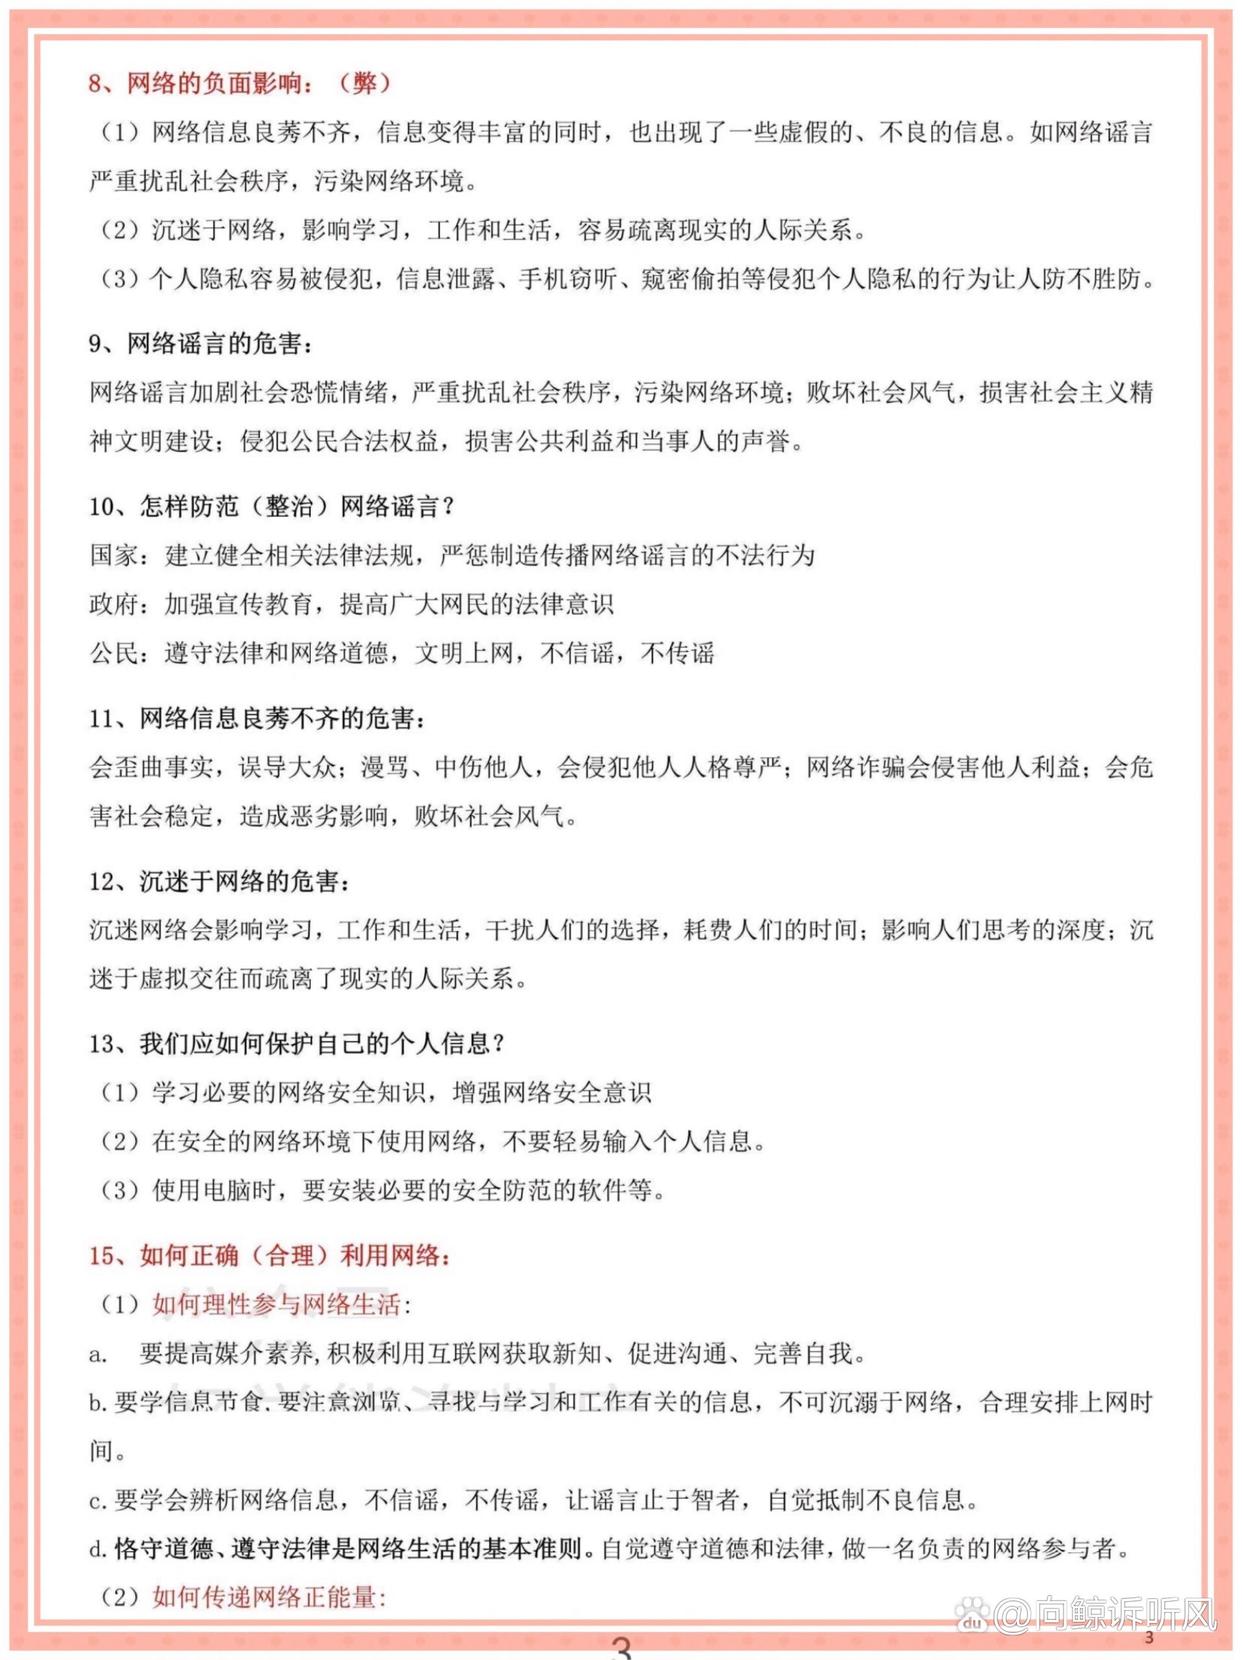 8、网络的负面影响：（弊）
（1）网络信息良莠不齐，信息变得丰富的同时，也出现了一些虚假的、不良的信息。如网络谣言
严重扰乱社会秩序，污染网络环境。
（2）沉迷于网络，影响学习，工作和生活，容易疏离现实的人际关系。
（3）个人隐私容易被侵犯，信息泄露、手机窃听、窥密偷拍等侵犯个人隐私的行为让人防不胜防。
9、网络谣言的危害：
网络谣言加剧社会恐慌情绪，严重扰乱社会秩序，污染网络环境；败坏社会风气，损害社会主义精
神文明建设；侵犯公民合法权益，损害公共利益和当事人的声誉。
10、怎样防范（整治）网络谣言？
国家：建立健全相关法律法规，严惩制造传播网络谣言的不法行为
政府：加强宣传教育，提高广大网民的法律意识
公民：遵守法律和网络道德，文明上网，不信谣，不传谣
11、网络信息良莠不齐的危害：
会歪曲事实，误导大众；漫骂、中伤他人，会侵犯他人人格尊严；网络诈骗会侵害他人利益；会危
害社会稳定，造成恶劣影响，败坏社会风气。
12、沉迷于网络的危害：
沉迷网络会影响学习，工作和生活，干扰人们的选择，耗费人们的时间；影响人们思考的深度；沉
迷于虚拟交往而疏离了现实的人际关系。
13、我们应如何保护自己的个人信息？
（1）学习必要的网络安全知识，增强网络安全意识
（2）在安全的网络环境下使用网络，不要轻易输入个人信息。
（3）使用电脑时，要安装必要的安全防范的软件等。
15、如何正确（合理）利用网络：
（1）如何理性参与网络生活：
a. 要提高媒介素养，积极利用互联网获取新知、促进沟通、完善自我。
b.要学信息节食，要注意浏览、寻找与学习和工作有关的信息，不可沉溺于网络，合理安排上网时
间。
c.要学会辨析网络信息，不信谣，不传谣，让谣言止于智者，自觉抵制不良信息。
d.恪守道德、遵守法律是网络生活的基本准则。自觉遵守道德和法律，做一名负责的网络参与者。
（2）如何传递网络正能量：
du @向鲸诉听风
3
3